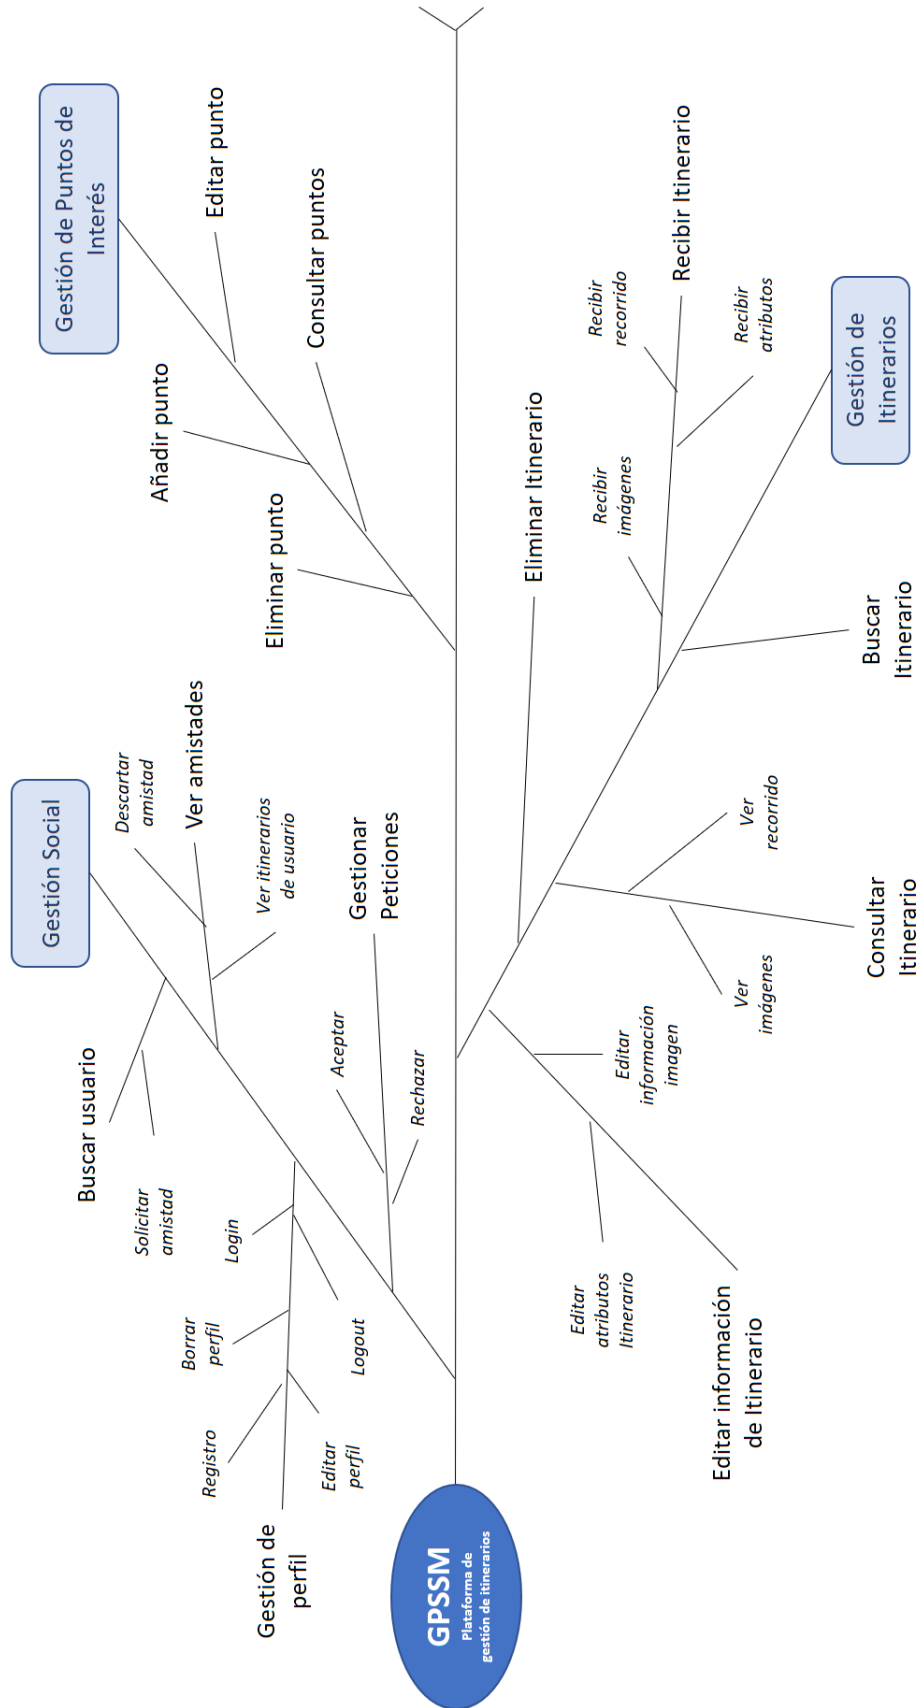 GPSSM
Plataforma de
gestión de itinerarios
Gestión Social
Buscar usuario
Solicitar
amistad
Ver amistades
Descartar
amistad
Ver itinerarios
de usuario
Gestión de
perfil
Registro
Borrar
perfil
Login
Editar
perfil
Logout
Gestionar
Peticiones
Aceptar
Rechazar
Gestión de Puntos de
Interés
Editar punto
Añadir punto
Consultar puntos
Eliminar punto
Gestión de
Itinerarios
Eliminar Itinerario
Recibir Itinerario
Recibir
imágenes
Recibir
recorrido
Recibir
atributos
Buscar
Itinerario
Consultar
Itinerario
Ver
imágenes
Ver
recorrido
Editar información
de Itinerario
Editar
atributos
Itinerario
Editar
información
imagen